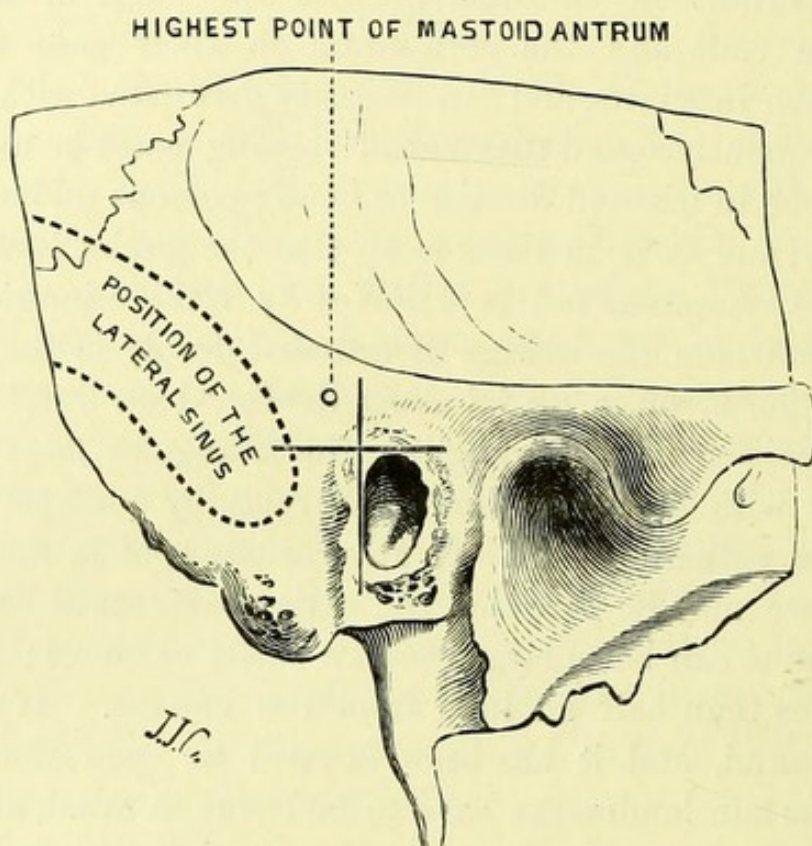 HIGHEST POINT OF MASTOID ANTRUM
POSITION OF THE
LATERAL SINUS
J.J.C.